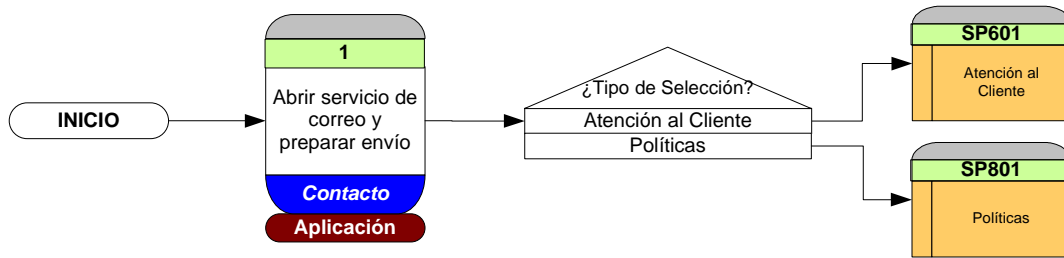 INICIO
1
Abrir servicio de
correo y
preparar envío
Contacto
Aplicación
¿Tipo de Selección?
Atención al Cliente
Políticas
SP601
Atención al
Cliente
SP801
Políticas